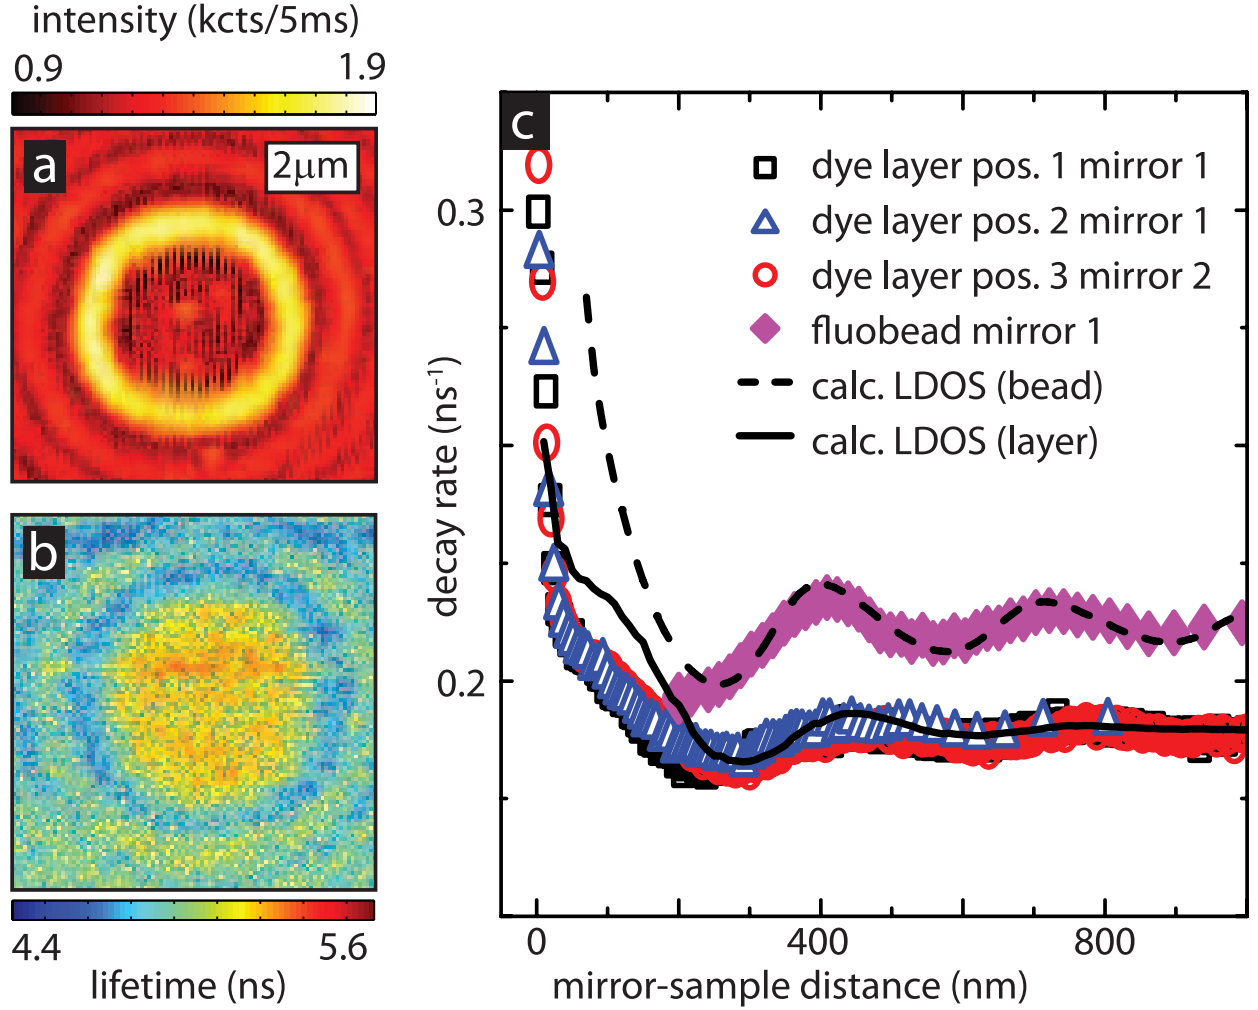 intensity (kcts/5ms)
0.9 1.9
a
2μm
b
4.4 5.6
lifetime (ns)
c
dye layer pos. 1 mirror 1
dye layer pos. 2 mirror 1
dye layer pos. 3 mirror 2
fluobead mirror 1
calc. LDOS (bead)
calc. LDOS (layer)
0.3
0.2
decay rate (ns⁻¹)
0 400 800
mirror-sample distance (nm)